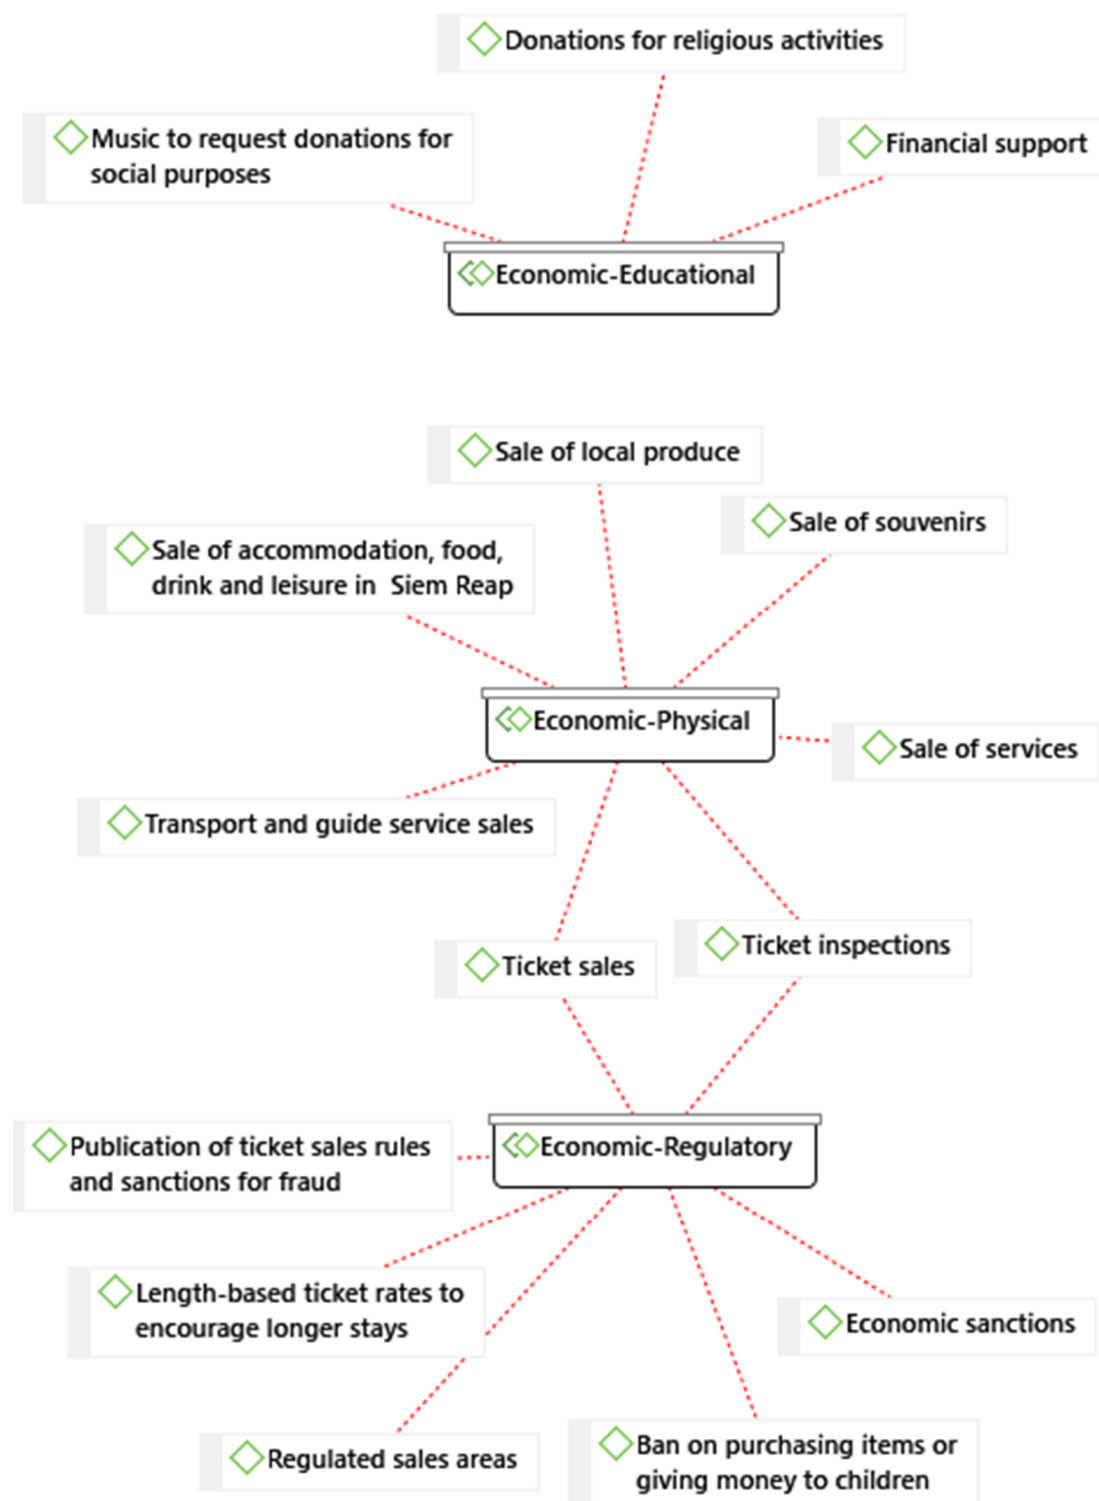 Donations for religious activities
Music to request donations for
social purposes
Financial support
Economic-Educational
Sale of local produce
Sale of souvenirs
Sale of accommodation, food,
drink and leisure in Siem Reap
Economic-Physical
Sale of services
Transport and guide service sales
Ticket inspections
Ticket sales
Publication of ticket sales rules
and sanctions for fraud
Economic-Regulatory
Length-based ticket rates to
encourage longer stays
Economic sanctions
Regulated sales areas
Ban on purchasing items or
giving money to children